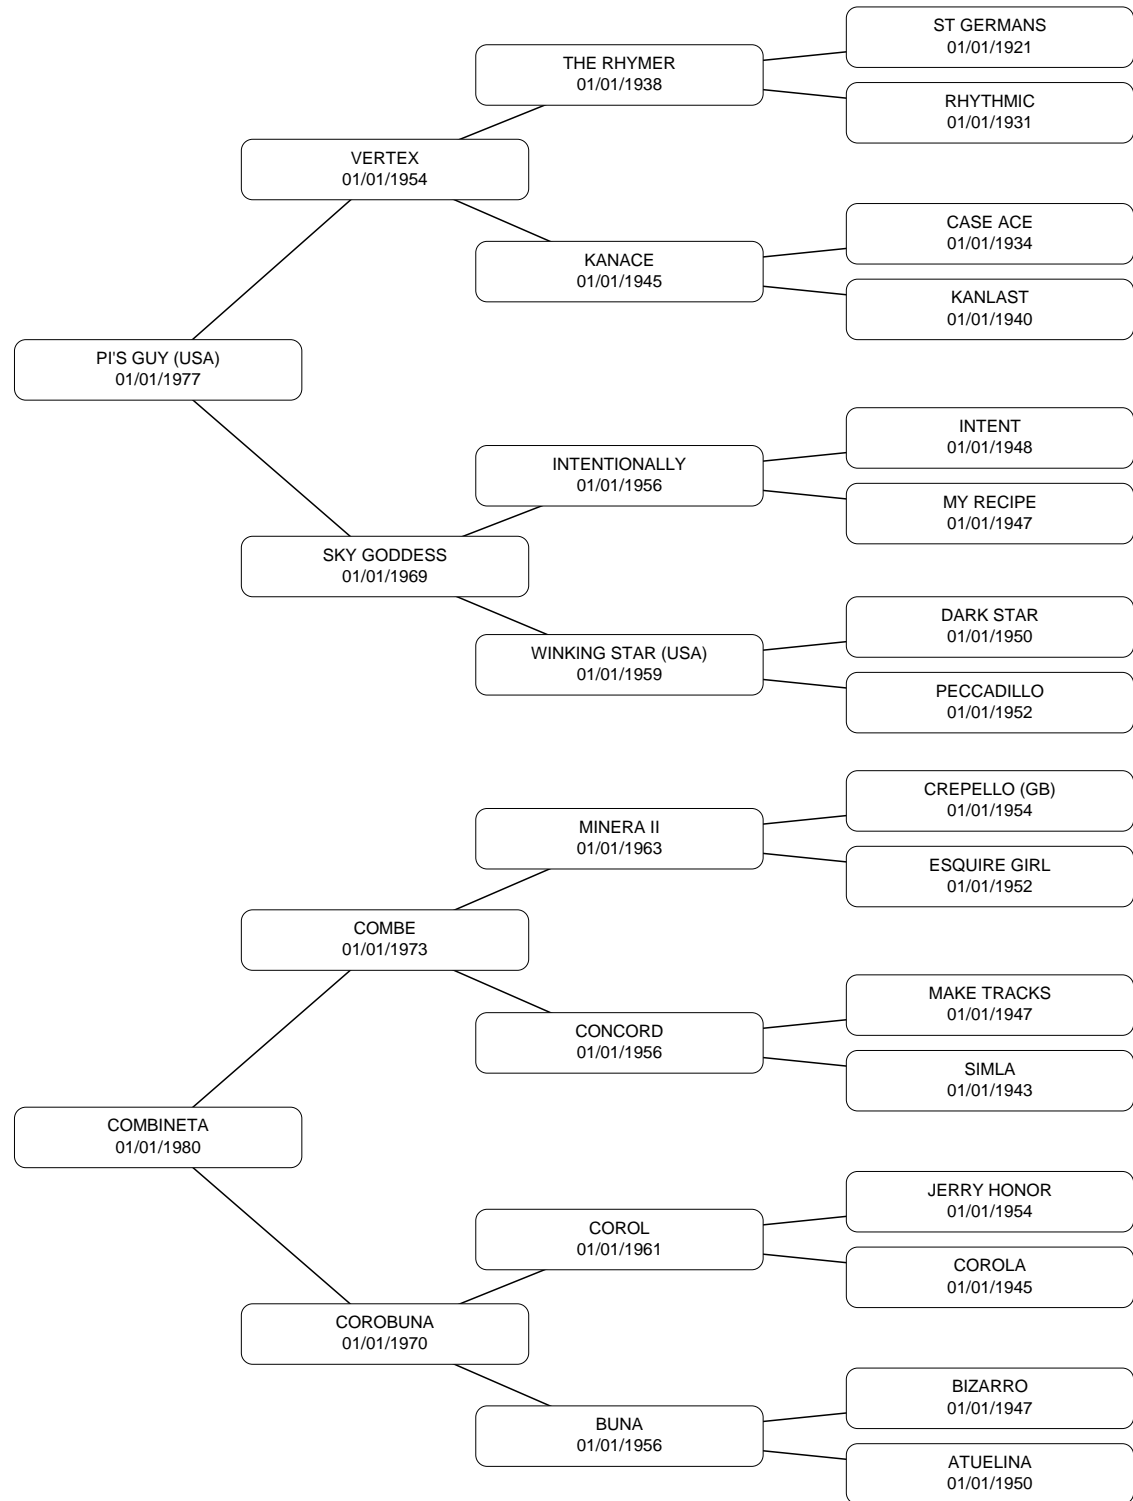 ST GERMANS
01/01/1921
THE RHYMER
01/01/1938
RHYTHMIC
01/01/1931
VERTEX
01/01/1954
CASE ACE
01/01/1934
KANACE
01/01/1945
KANLAST
01/01/1940
PI'S GUY (USA)
01/01/1977
INTENT
01/01/1948
INTENTIONALLY
01/01/1956
MY RECIPE
01/01/1947
SKY GODDESS
01/01/1969
DARK STAR
01/01/1950
WINKING STAR (USA)
01/01/1959
PECCADILLO
01/01/1952
CREPELLO (GB)
01/01/1954
MINERA II
01/01/1963
ESQUIRE GIRL
01/01/1952
COMBE
01/01/1973
MAKE TRACKS
01/01/1947
CONCORD
01/01/1956
SIMLA
01/01/1943
COMBINETA
01/01/1980
JERRY HONOR
01/01/1954
COROL
01/01/1961
COROLA
01/01/1945
COROBUNA
01/01/1970
BIZARRO
01/01/1947
BUNA
01/01/1956
ATUELINA
01/01/1950